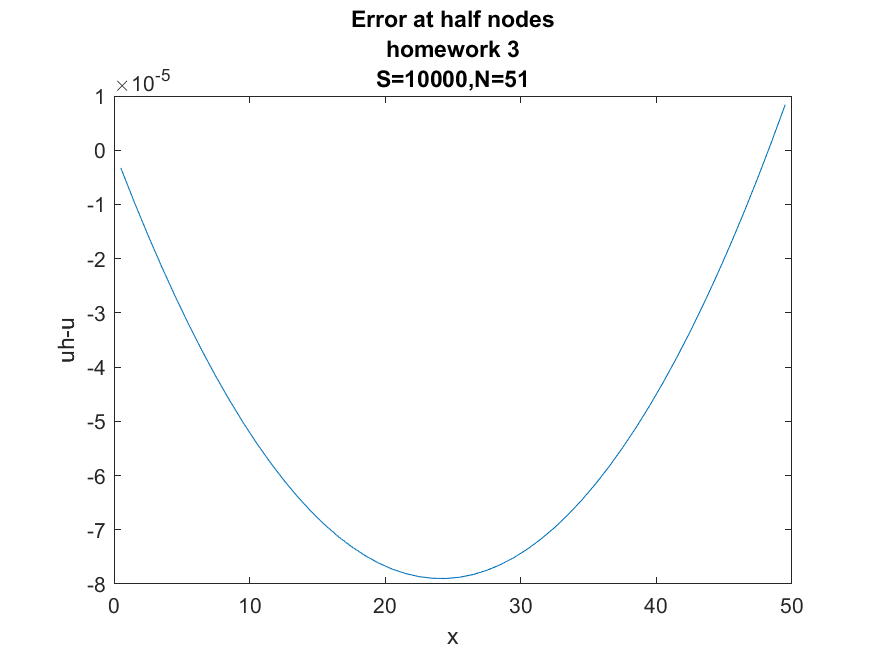 Error at half nodes
homework 3
S=10000,N=51
×10-5
1
0
-1
-2
-3
-4
-5
-6
-7
-8
uh-u
0 10 20 30 40 50
x